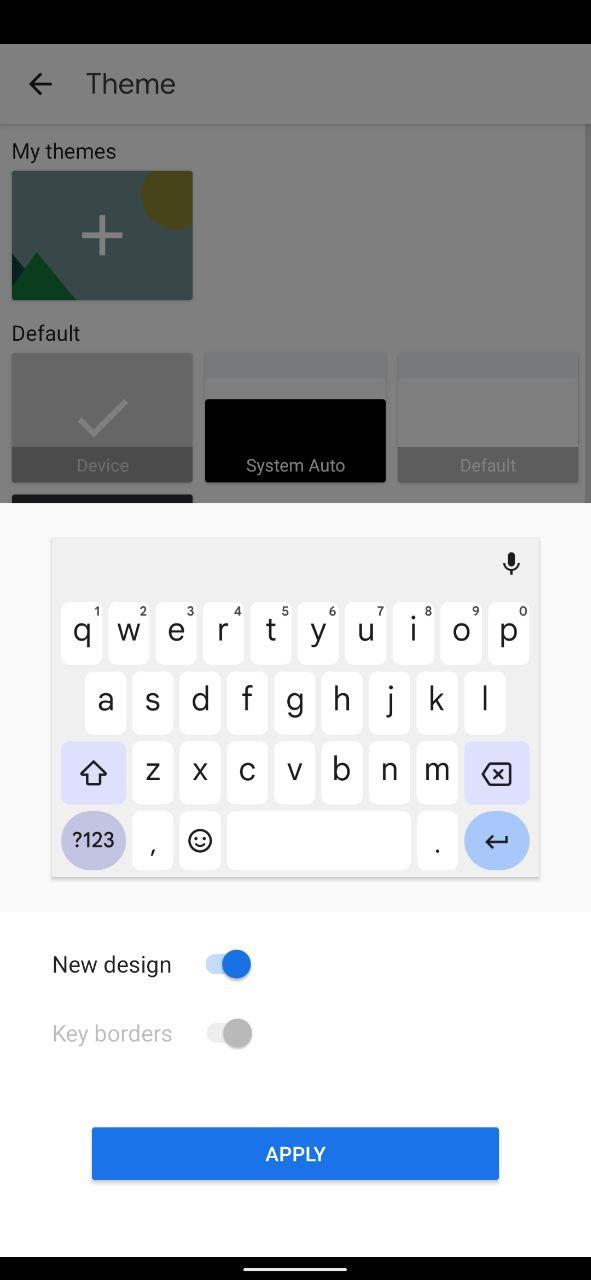 Theme
My themes
Default
Device System Auto Default
1 2 3 4 5 6 7 8 9 0
q w e r t y u i o p
a s d f g h j k l
z x c v b n m
?123 , .
New design
Key borders
APPLY